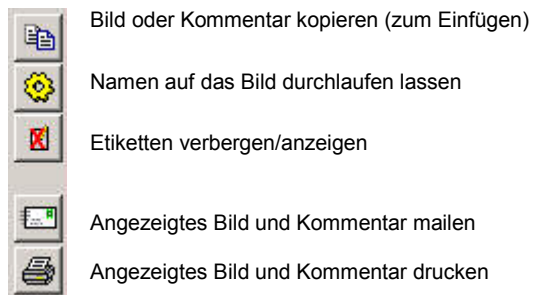 Bild oder Kommentar kopieren (zum Einfügen)
Namen auf das Bild durchlaufen lassen
Etiketten verbergen/anzeigen
Angezeigtes Bild und Kommentar mailen
Angezeigtes Bild und Kommentar drucken